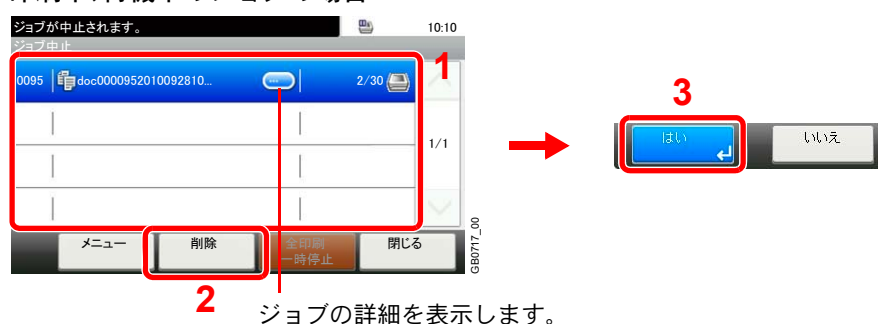 ジョブが中止されます。 10:10
ジョブ中止
0095 doc0000952010092810... ... 2/30
1
1/1
メニュー 削除 全印刷 閉じる
一時停止
2
ジョブの詳細を表示します。
GB0717_00
3
はい いいえ